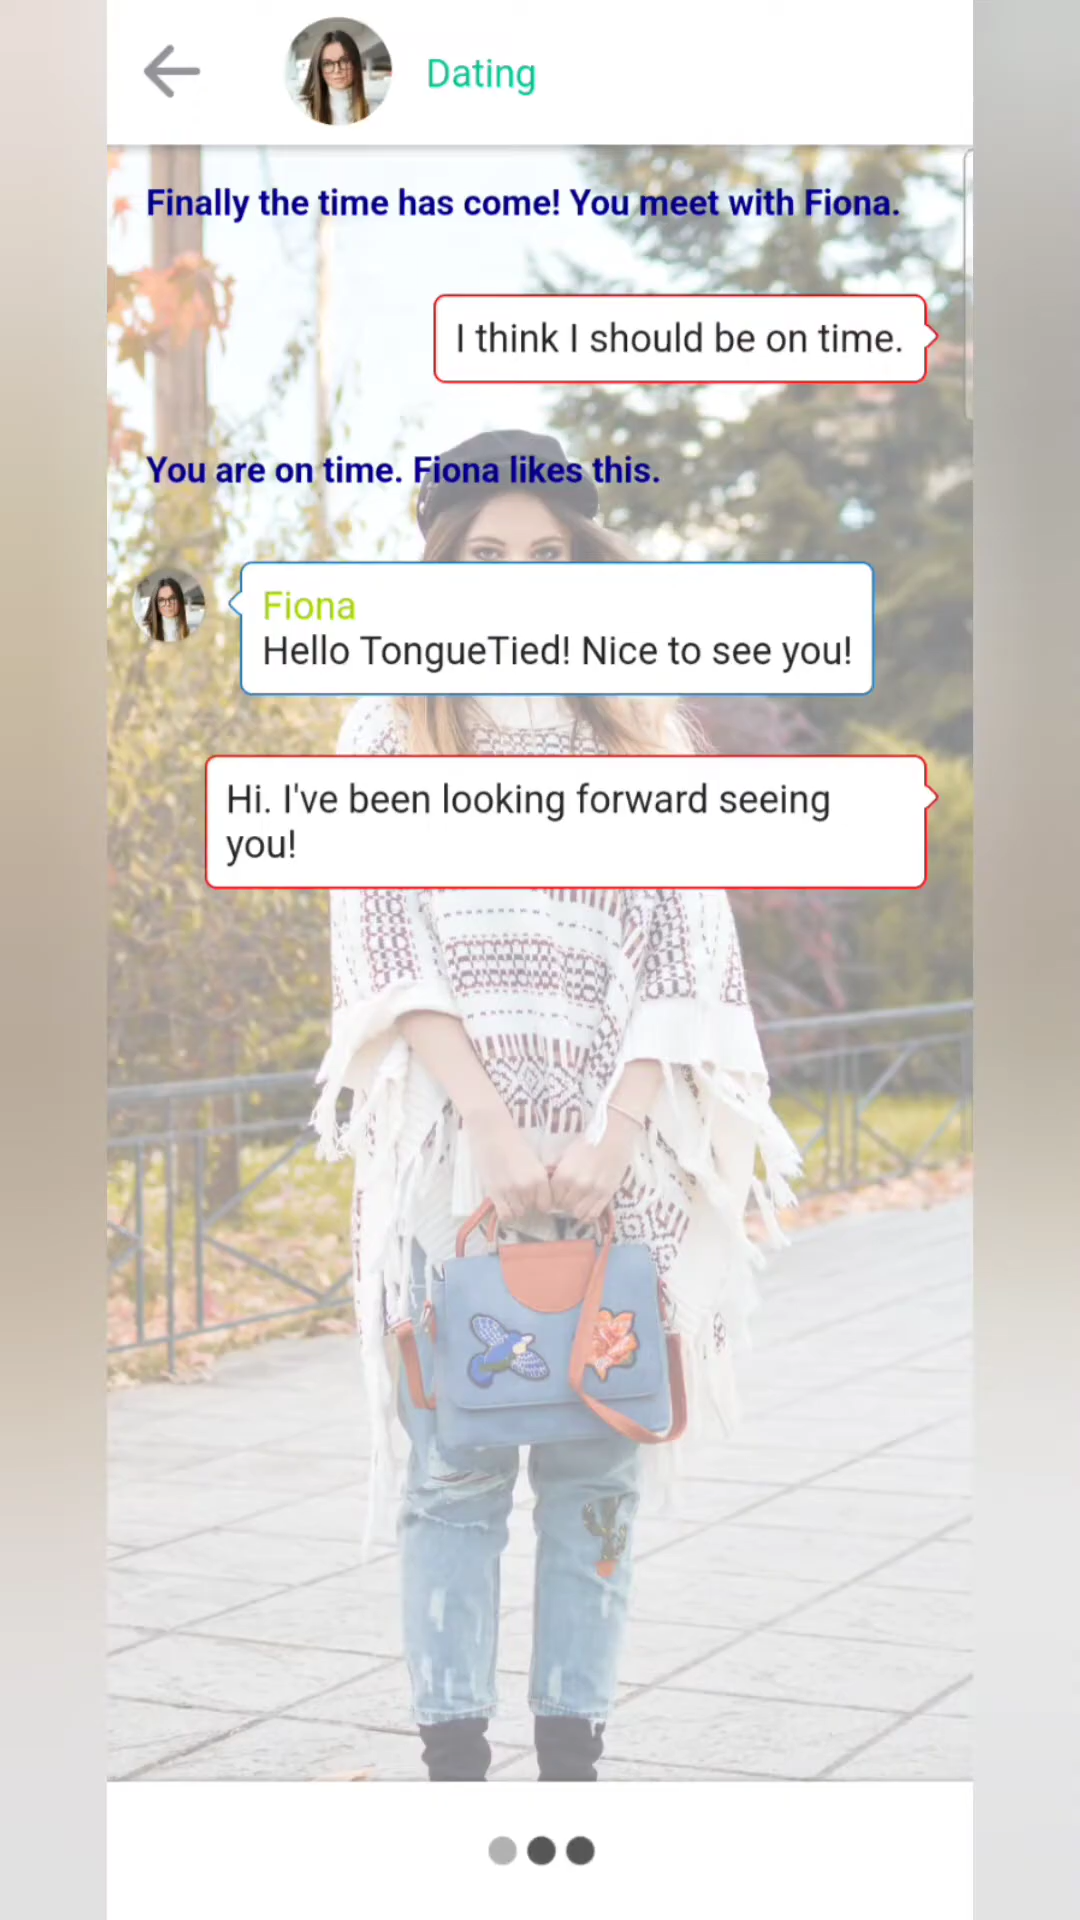 Dating
Finally the time has come! You meet with Fiona.
I think I should be on time.
You are on time. Fiona likes this.
Fiona
Hello TongueTied! Nice to see you!
Hi. I've been looking forward seeing
you!